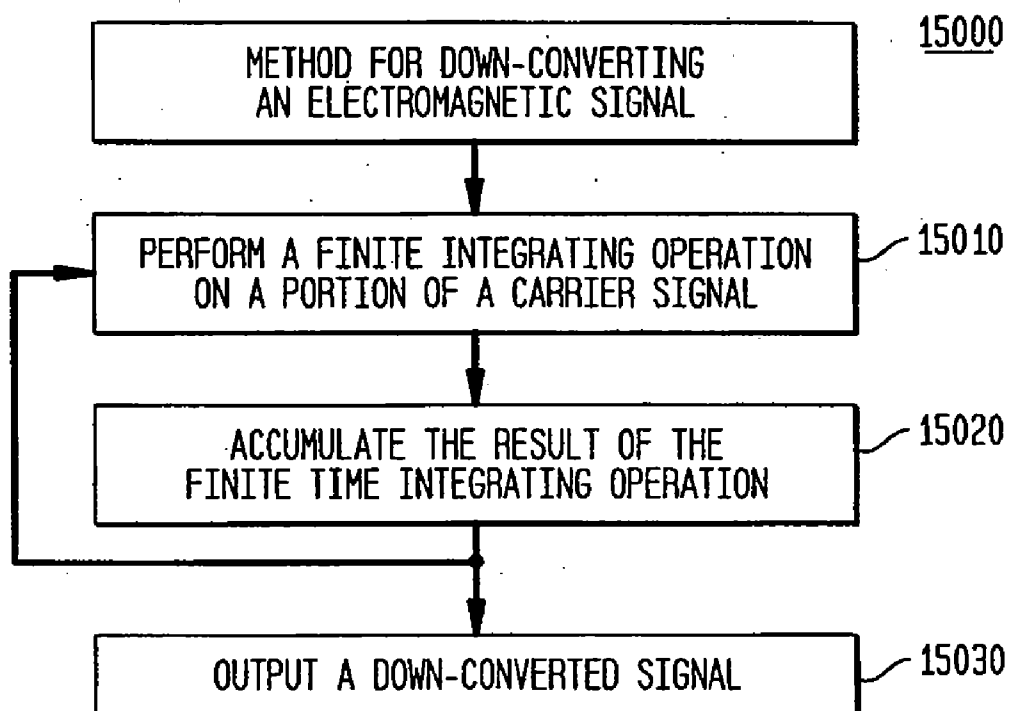 15000
METHOD FOR DOWN-CONVERTING
AN ELECTROMAGNETIC SIGNAL
PERFORM A FINITE INTEGRATING OPERATION
ON A PORTION OF A CARRIER SIGNAL
15010
ACCUMULATE THE RESULT OF THE
FINITE TIME INTEGRATING OPERATION
15020
OUTPUT A DOWN-CONVERTED SIGNAL
15030